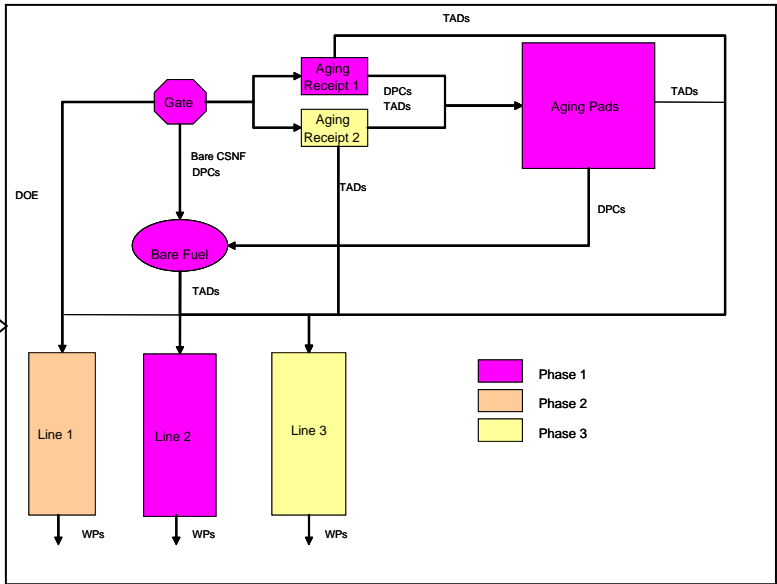 TADs
Aging
Receipt 1
Gate
DPCs
TADs
Aging Pads
TADs
Aging
Receipt 2
Bare CSNF
DPCs
TADs
DOE
DPCs
Bare Fuel
TADs
Phase 1
Phase 2
Phase 3
Line 1
Line 2
Line 3
WPs
WPs
WPs